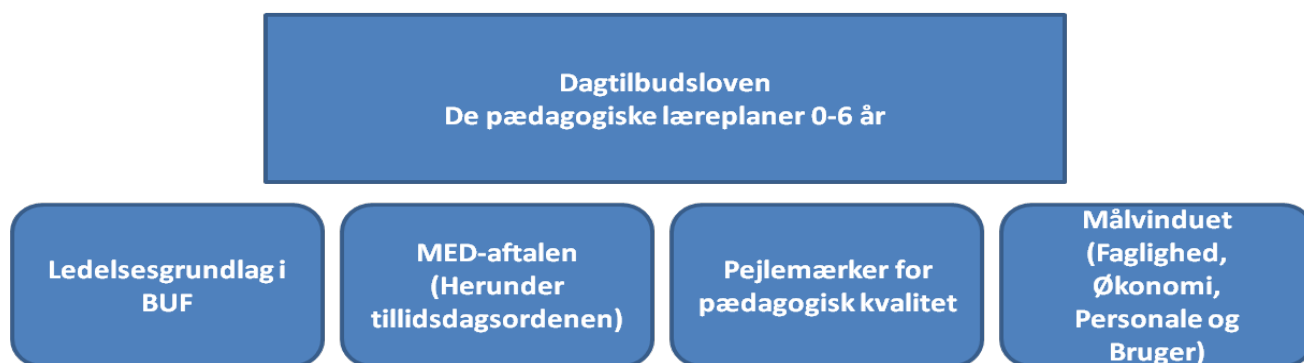 Dagtilbudsloven
De pædagogiske læreplaner 0-6 år
Ledelsesgrundlag i
BUF
MED-aftalen
(Herunder
tillidsdagsordenen)
Pejlemærker for
pædagogisk kvalitet
Målvinduet
(Faglighed,
Økonomi,
Personale og
Bruger)